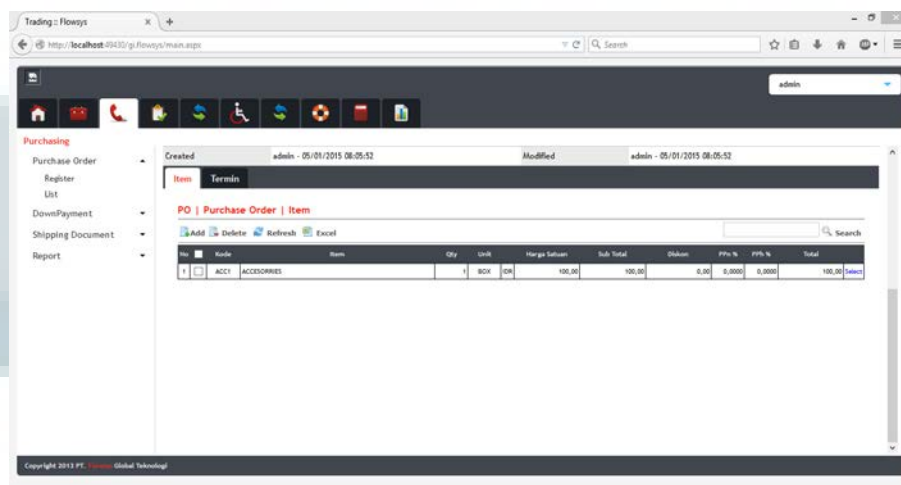 Trading :: Flowsys
http://localhost:49430/gi.flowsys/main.aspx
Search
admin
Purchasing
Purchase Order
Register
List
DownPayment
Shipping Document
Report
Created admin - 05/01/2015 08:05:52 Modified admin - 05/01/2015 08:05:52
Item Termin
PO | Purchase Order | Item
Add Delete Refresh Excel Search
No Kode Item Qty Unit Harga Satuan Sub Total Diskon PPn % PPh % Total
1 ACC1 ACCESORRIES 1 BOX IDR 100,00 100,00 0,00 0,0000 0,0000 100,00 Select
Copyright 2013 PT. Global Teknologi